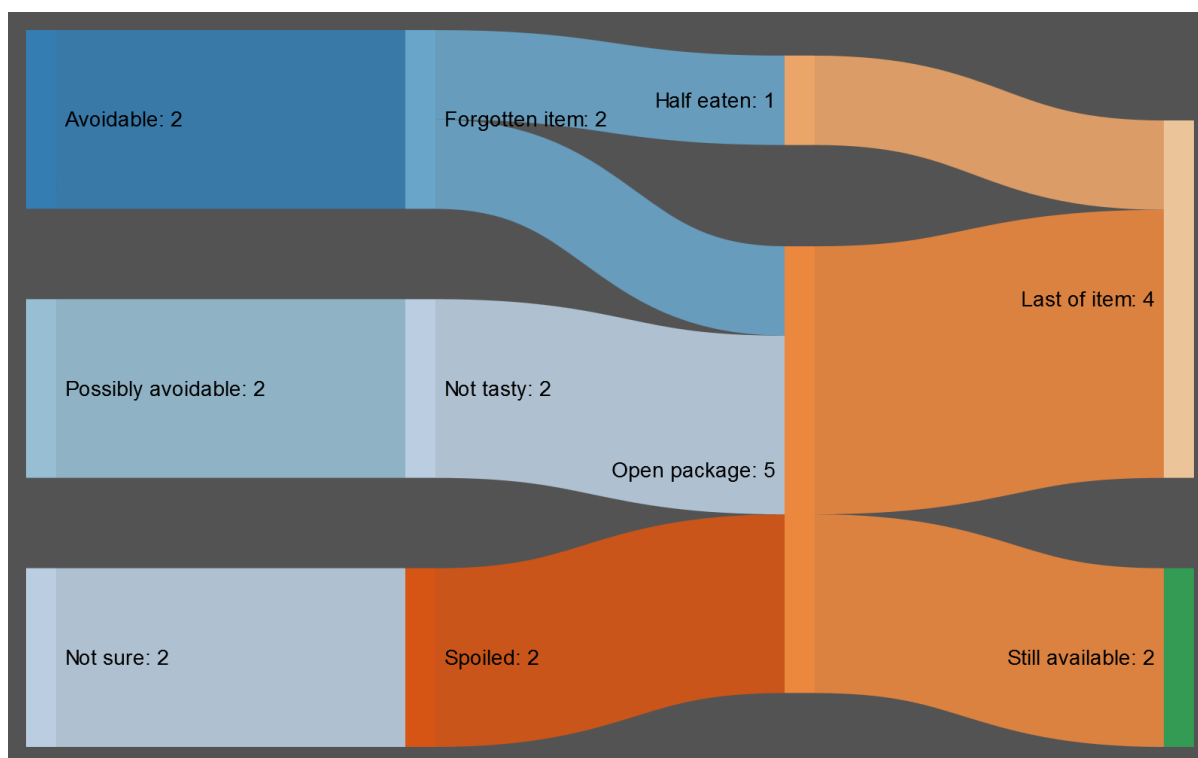 Avoidable: 2
Forgotten item: 2
Half eaten: 1
Last of item: 4
Possibly avoidable: 2
Not tasty: 2
Open package: 5
Not sure: 2
Spoiled: 2
Still available: 2